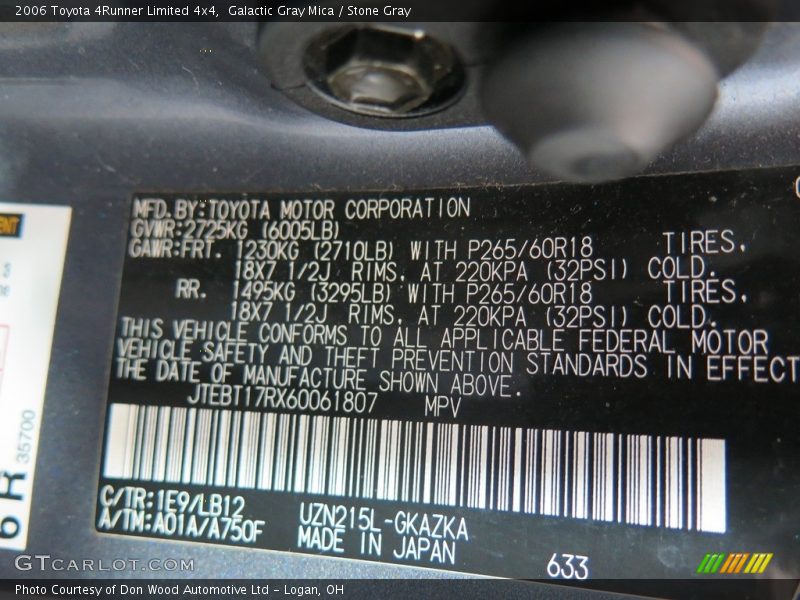 2006 Toyota 4Runner Limited 4x4,  Galactic Gray Mica / Stone Gray
MFD.BY:TOYOTA MOTOR CORPORATION
GVWR:2725KG (6005LB)
GAWR:FRT. 1230KG (2710LB) WITH P265/60R18 TIRES,
18X7 1/2J RIMS, AT 220KPA (32PSI) COLD.
RR. 1495KG (3295LB) WITH P265/60R18 TIRES,
18X7 1/2J RIMS, AT 220KPA (32PSI) COLD.
THIS VEHICLE CONFORMS TO ALL APPLICABLE FEDERAL MOTOR
VEHICLE SAFETY AND THEFT PREVENTION STANDARDS IN EFFECT
THE DATE OF MANUFACTURE SHOWN ABOVE.
JTEBT17RX60061807 MPV
C/TR:1E9/LB12
A/TM:A01A/A750F
UZN215L-GKAZKA
MADE IN JAPAN
633
35700
GTCarLot.com
Photo Courtesy of Don Wood Automotive Ltd - Logan, OH